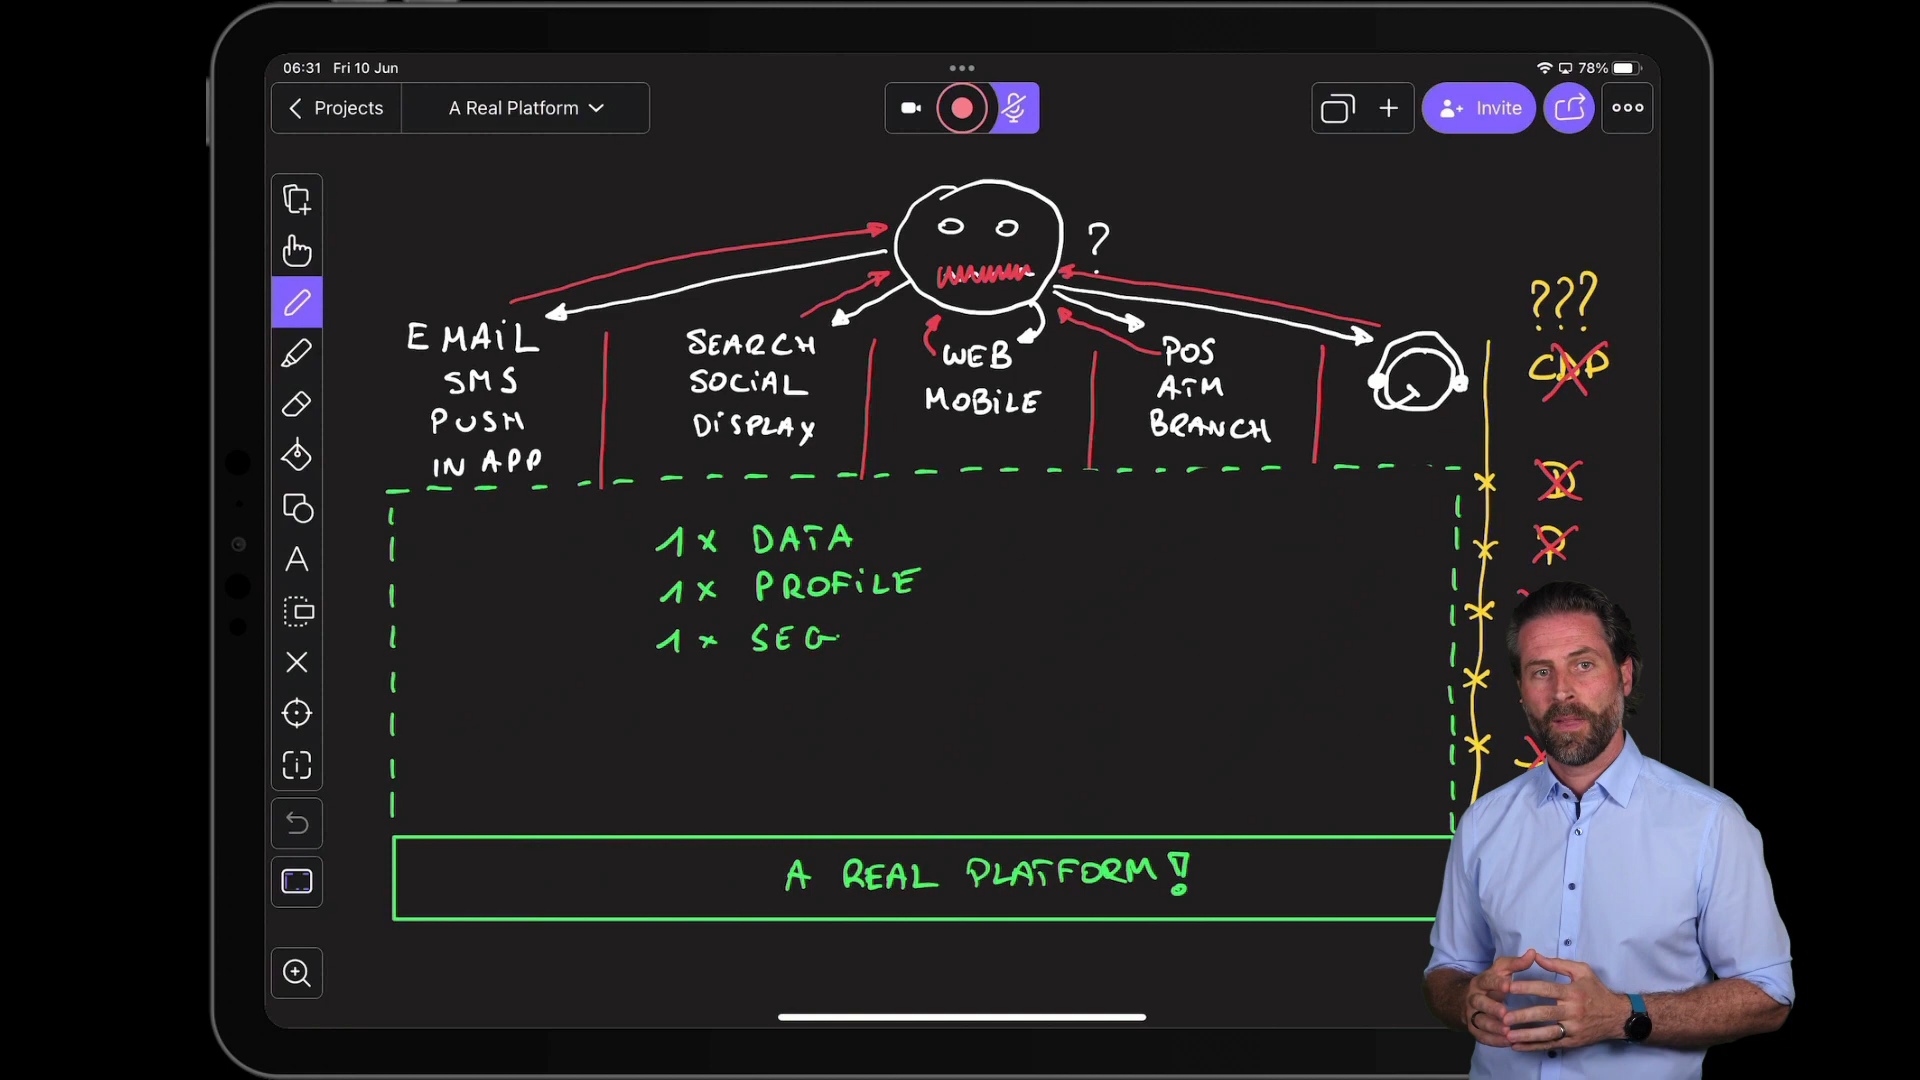 06:31 Fri 10 Jun
78%
Projects
A Real Platform
Invite
?
???
EMAiL
SMS
PUSH
IN APP
SEARCH
SOCiAL
DiSPLAY
WEB
MOBiLE
POS
ATM
BRANCH
CDP
D
P
1x DATA
1x PROFiLE
1x SEG
A REAL PLATFORM!